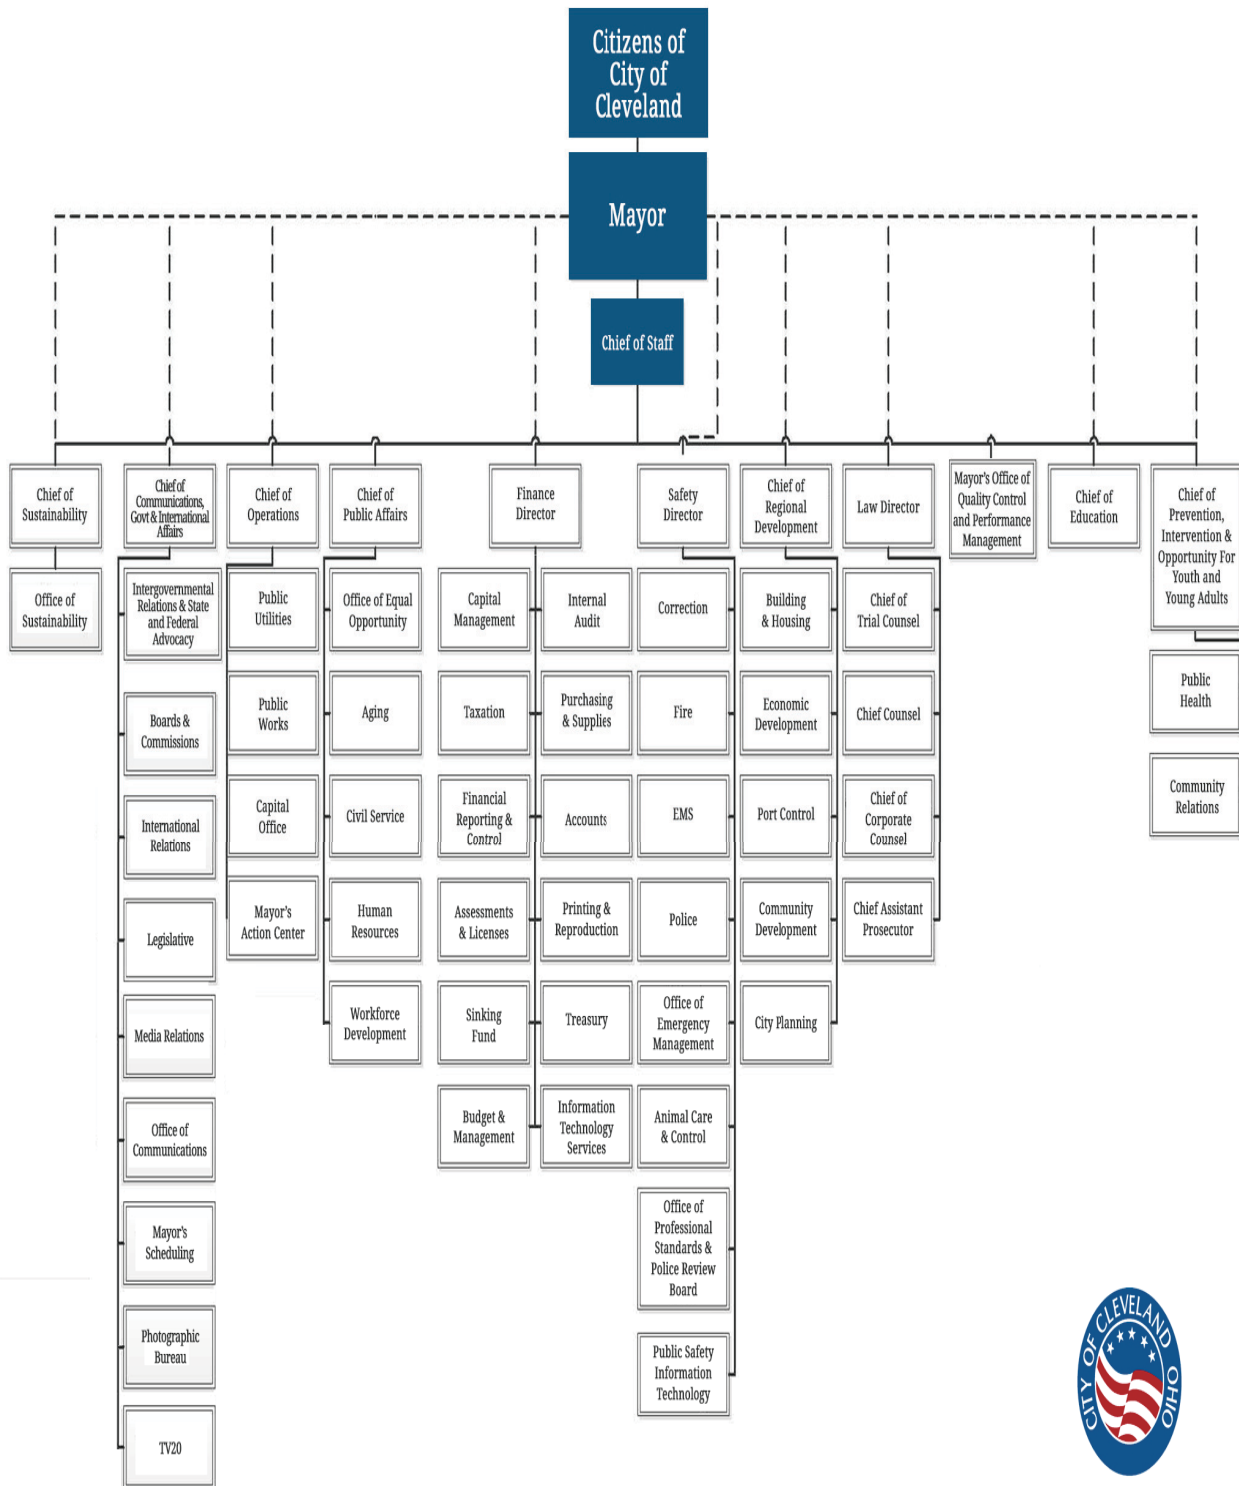 Citizens of
City of
Cleveland
Mayor
Chief of Staff
Chief of
Sustainability
Chief of
Communications,
Govt & International
Affairs
Chief of
Operations
Chief of
Public Affairs
Finance
Director
Safety
Director
Chief of
Regional
Development
Law Director
Mayor's Office of
Quality Control
and Performance
Management
Chief of
Education
Chief of
Prevention,
Intervention &
Opportunity For
Youth and
Young Adults
Office of
Sustainability
Intergovernmental
Relations & State
and Federal
Advocacy
Boards &
Commissions
International
Relations
Legislative
Media Relations
Office of
Communications
Mayor's
Scheduling
Photographic
Bureau
TV20
Public
Utilities
Public
Works
Capital
Office
Mayor's
Action Center
Office of Equal
Opportunity
Aging
Civil Service
Human
Resources
Workforce
Development
Capital
Management
Taxation
Financial
Reporting &
Control
Assessments
& Licenses
Sinking
Fund
Budget &
Management
Internal
Audit
Purchasing
& Supplies
Accounts
Printing &
Reproduction
Treasury
Information
Technology
Services
Correction
Fire
EMS
Police
Office of
Emergency
Management
Animal Care
& Control
Office of
Professional
Standards &
Police Review
Board
Public Safety
Information
Technology
Building
& Housing
Economic
Development
Port Control
Community
Development
City Planning
Chief of
Trial Counsel
Chief Counsel
Chief of
Corporate
Counsel
Chief Assistant
Prosecutor
Public
Health
Community
Relations
CITY OF CLEVELAND OHIO